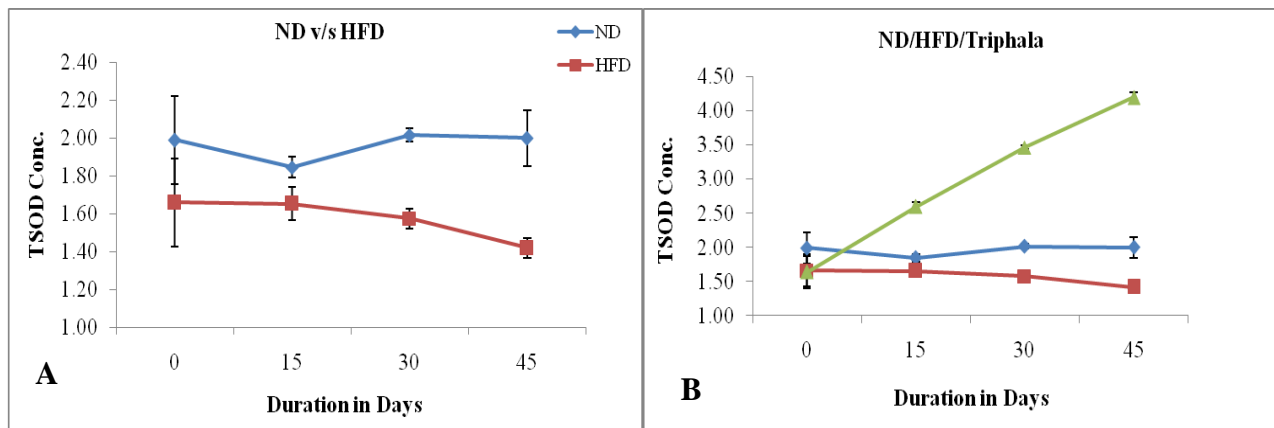 ND v/s HFD
ND
HFD
2.40
2.20
2.00
1.80
1.60
1.40
1.20
1.00
TSOD Conc.
0 15 30 45
Duration in Days
A
ND/HFD/Triphala
4.50
4.00
3.50
3.00
2.50
2.00
1.50
1.00
TSOD Conc.
0 15 30 45
Duration in Days
B